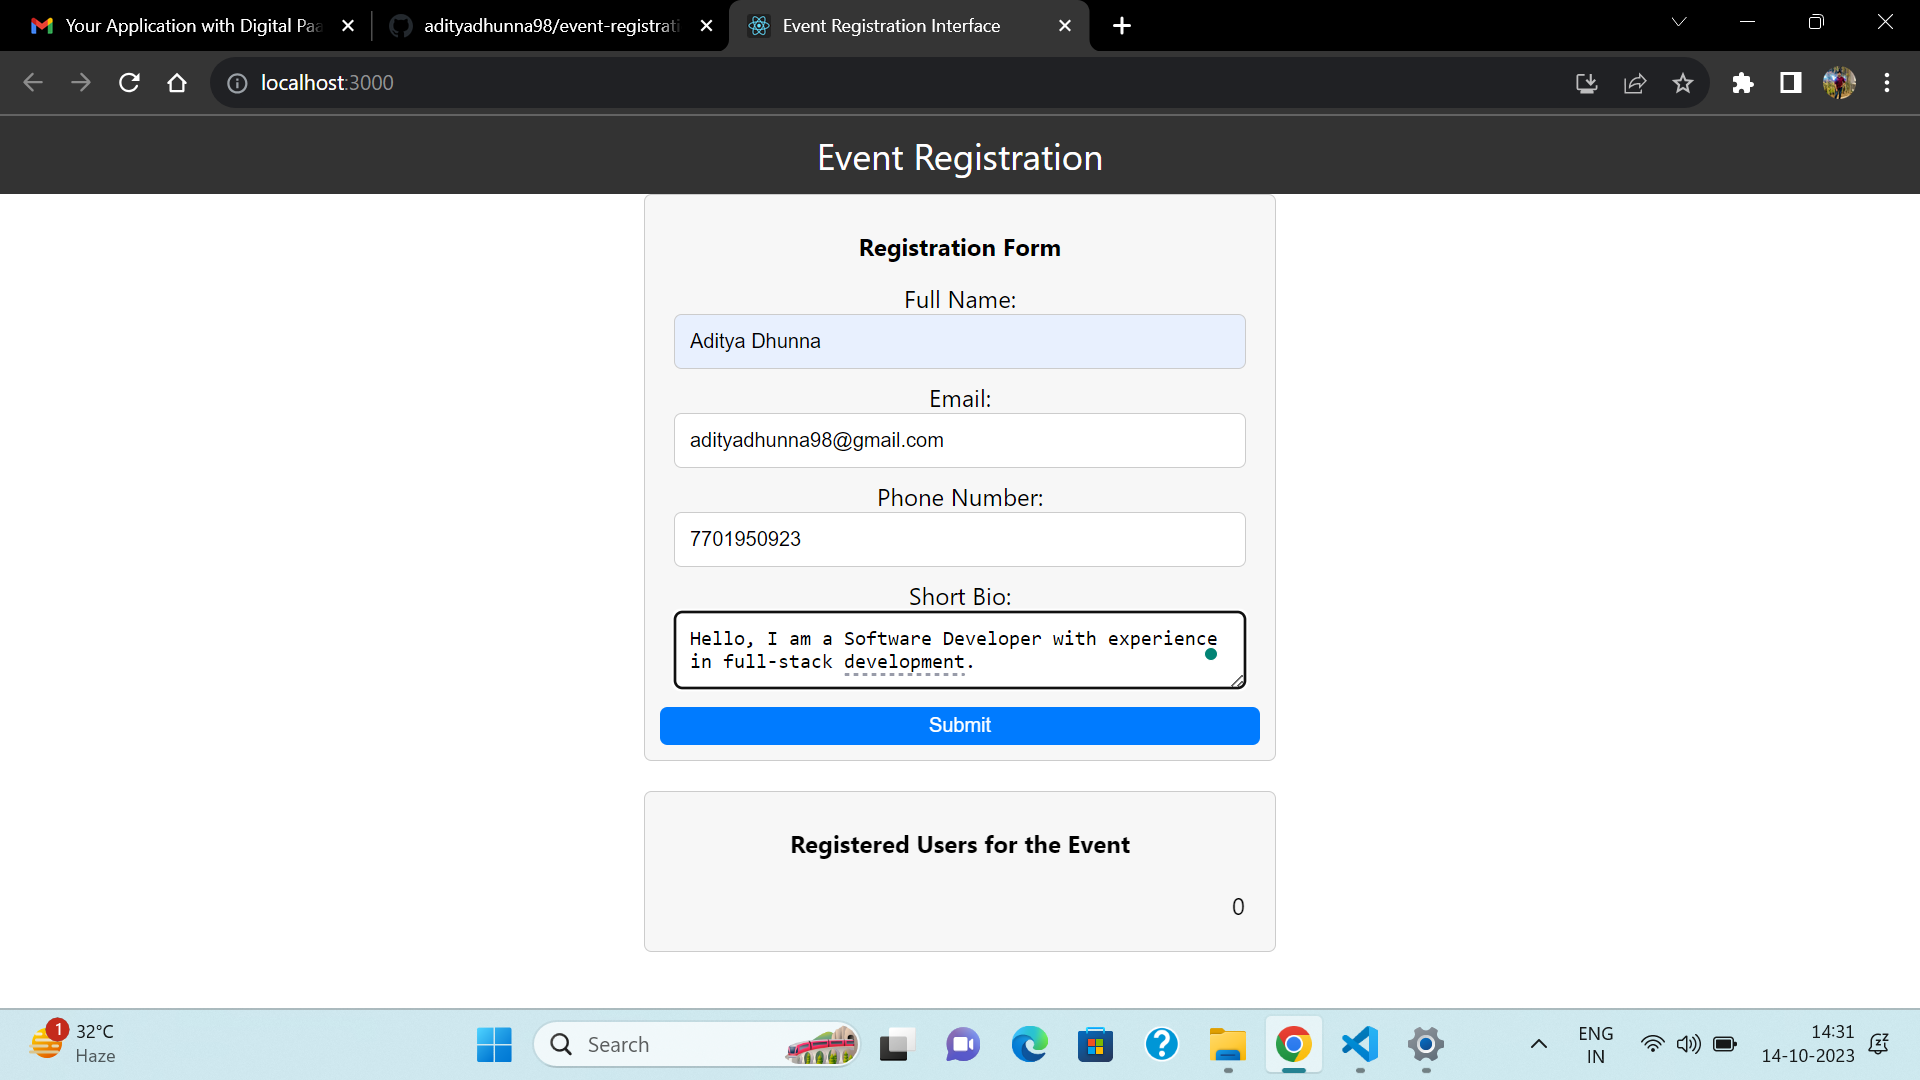 Your Application with Digital Paa
adityadhunna98/event-registrati
Event Registration Interface
localhost:3000
Event Registration
Registration Form
Full Name:
Aditya Dhunna
Email:
adityadhunna98@gmail.com
Phone Number:
7701950923
Short Bio:
Hello, I am a Software Developer with experience
in full-stack development.
Submit
Registered Users for the Event
0
1
32°C
Haze
Search
ENG
IN
14:31
14-10-2023